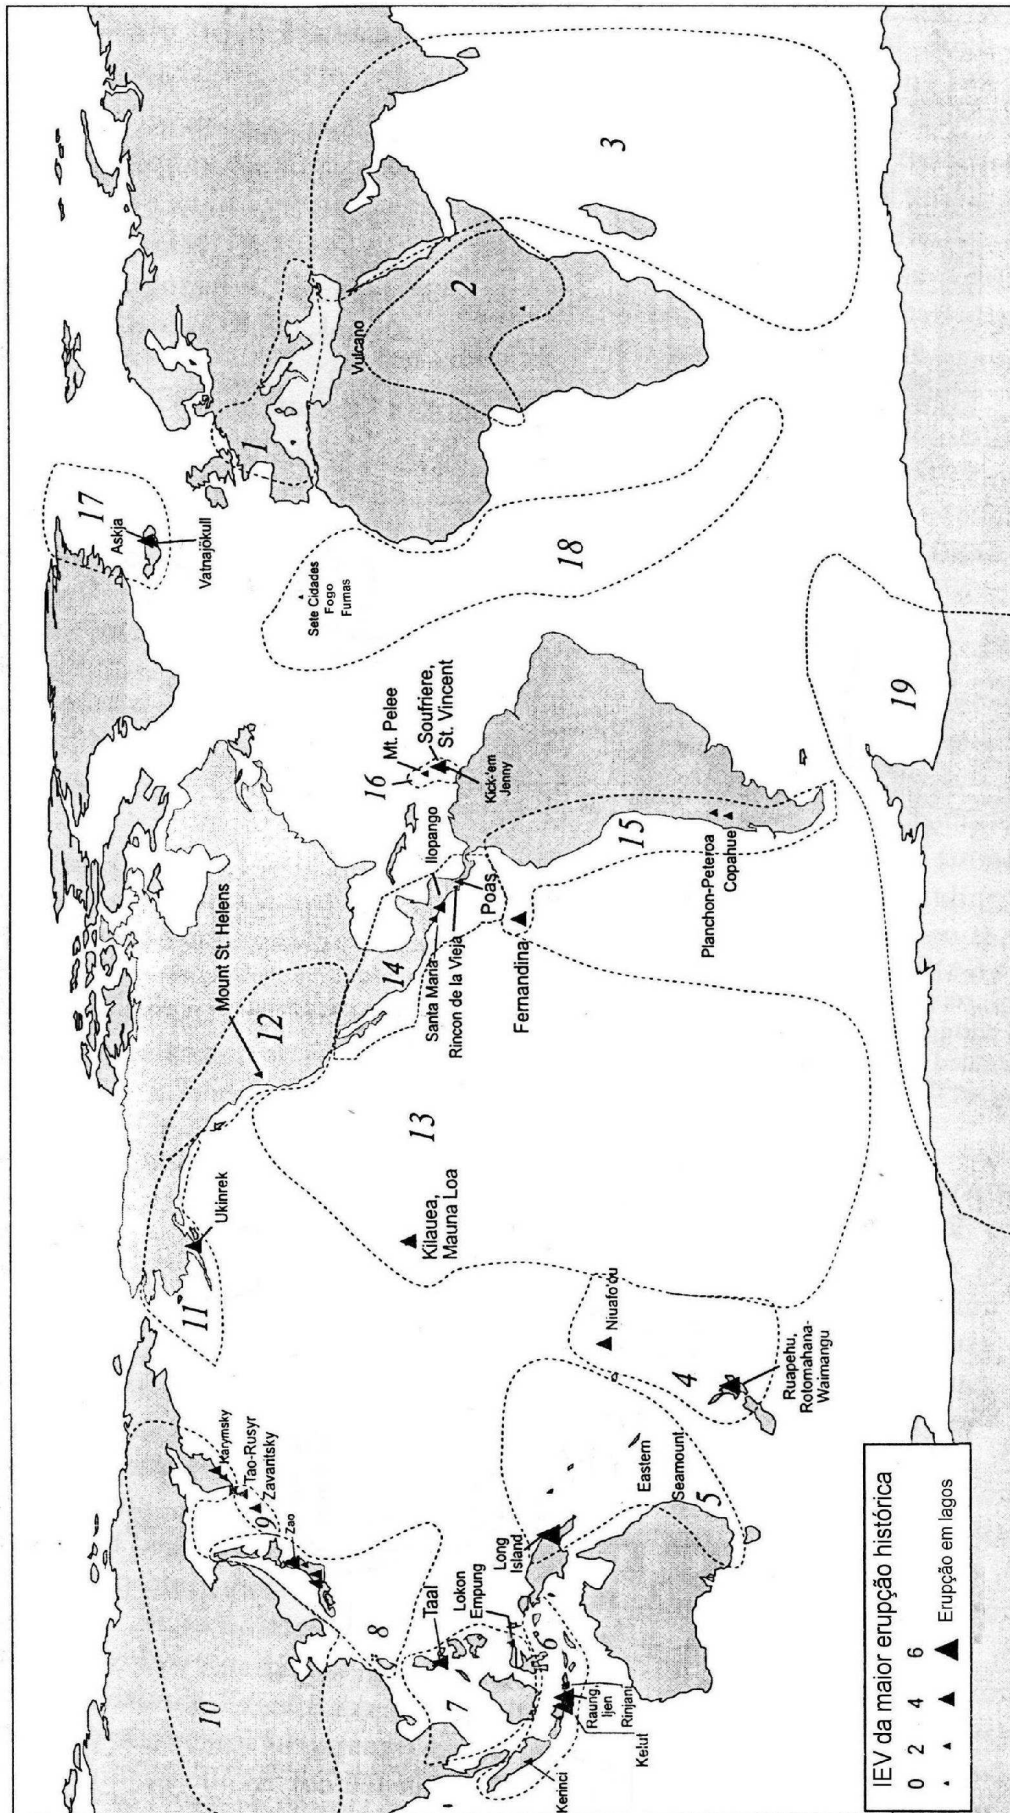 Karymsky
Tao-Rusyr
Zavaritsky
9
Zao
10
8
Taal
Lokon
Empung
7
6
Raung,
Ijen
Rinjani
Kelut
Kerinci
Long
Island
Eastern
Seamount
5
4
Niuafo'ou
Ruapehu,
Rotomahana-
Waimangu
11
Ukinrek
Kilauea,
Mauna Loa
13
12
Mount St. Helens
14
Santa Maria
Rincon de la Vieja
Ilopango
Poas
Fernandina
15
Planchon-Peteroa
Copahue
16
Mt. Pelee
Soufriere,
St. Vincent
Kick-'em
Jenny
19
17
Askja
Vatnajökull
Sete Cidades
Fogo
Furnas
18
1
Vulcano
2
3
IEV da maior erupção histórica
0 2 4 6
Erupção em lagos